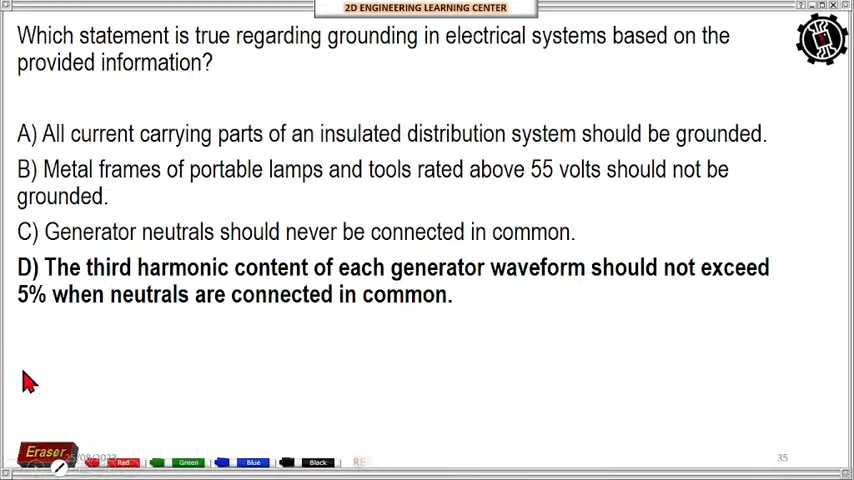 2D ENGINEERING LEARNING CENTER
Which statement is true regarding grounding in electrical systems based on the
provided information?
A) All current carrying parts of an insulated distribution system should be grounded.
B) Metal frames of portable lamps and tools rated above 55 volts should not be
grounded.
C) Generator neutrals should never be connected in common.
D) The third harmonic content of each generator waveform should not exceed
5% when neutrals are connected in common.
Eraser
Red
Green
Blue
Black
35